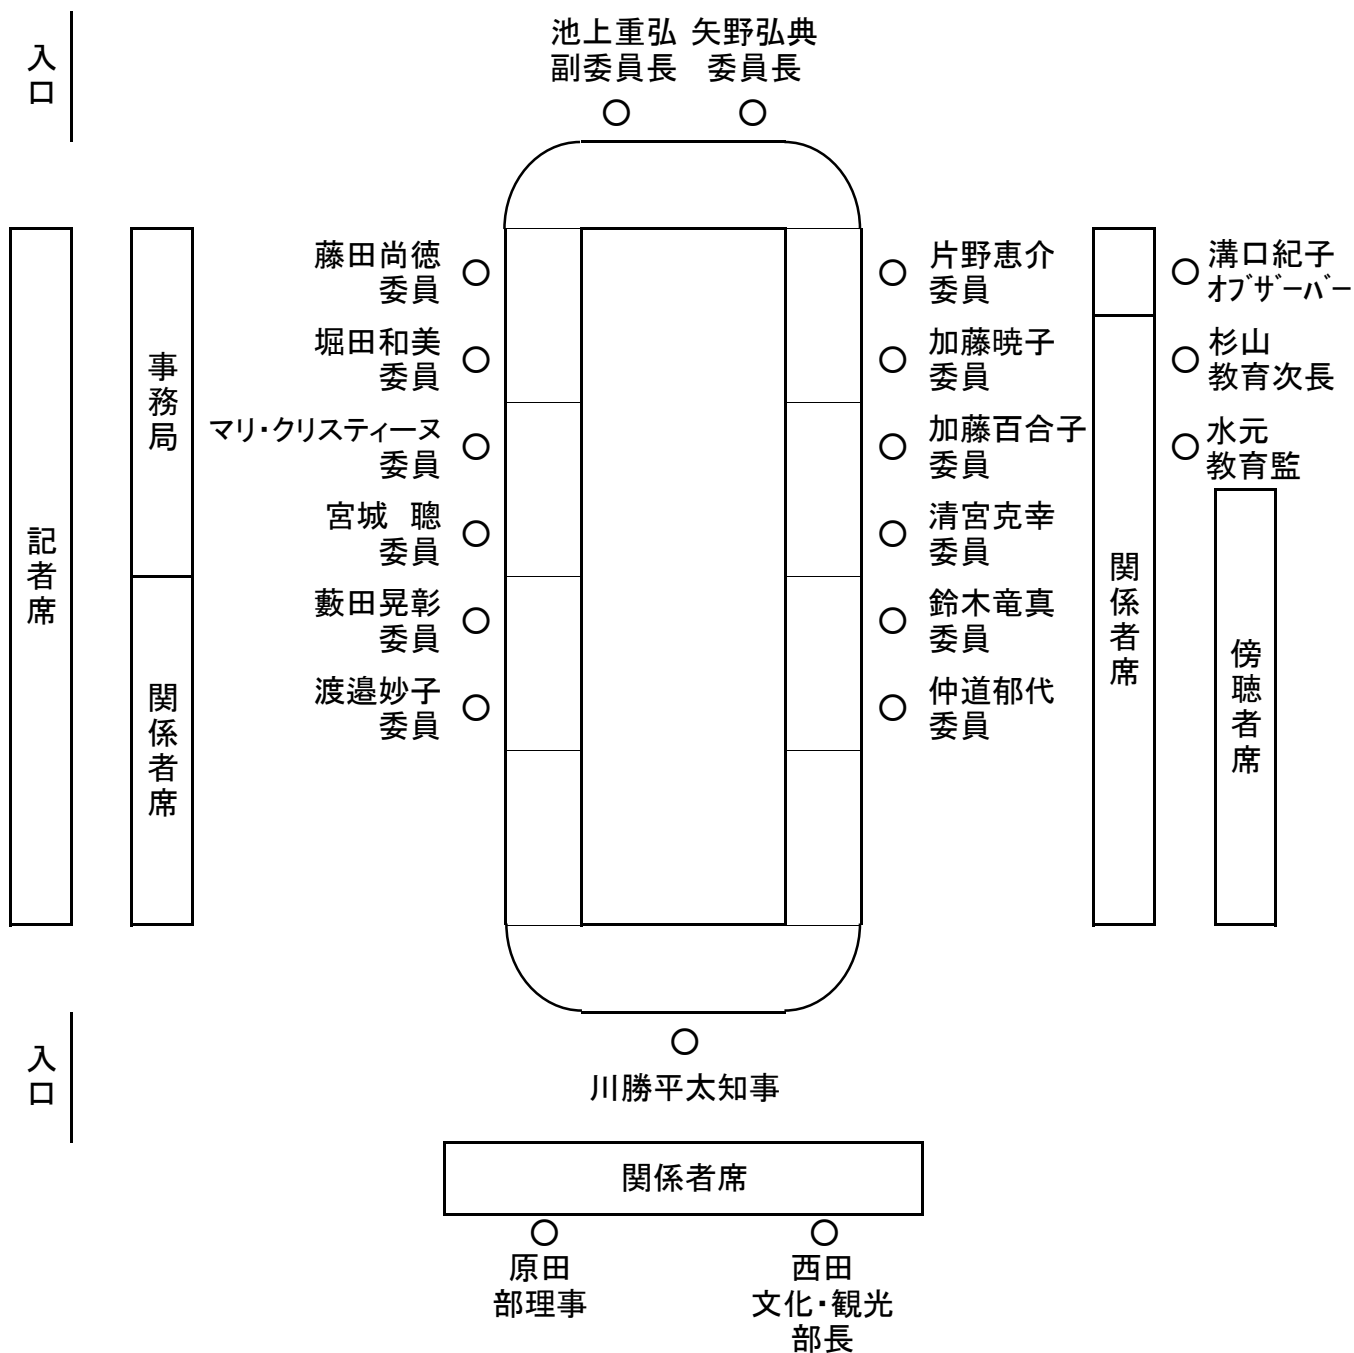 入口
池上重弘 矢野弘典
副委員長 委員長
藤田尚徳
委員
堀田和美
委員
マリ・クリスティーヌ
委員
宮城 聰
委員
藪田晃彰
委員
渡邉妙子
委員
片野恵介
委員
加藤暁子
委員
加藤百合子
委員
清宮克幸
委員
鈴木竜真
委員
仲道郁代
委員
溝口紀子
ｵﾌﾞｻﾞｰﾊﾞｰ
杉山
教育次長
水元
教育監
記者席
事務局
関係者席
関係者席
傍聴者席
入口
川勝平太知事
関係者席
原田
部理事
西田
文化・観光
部長